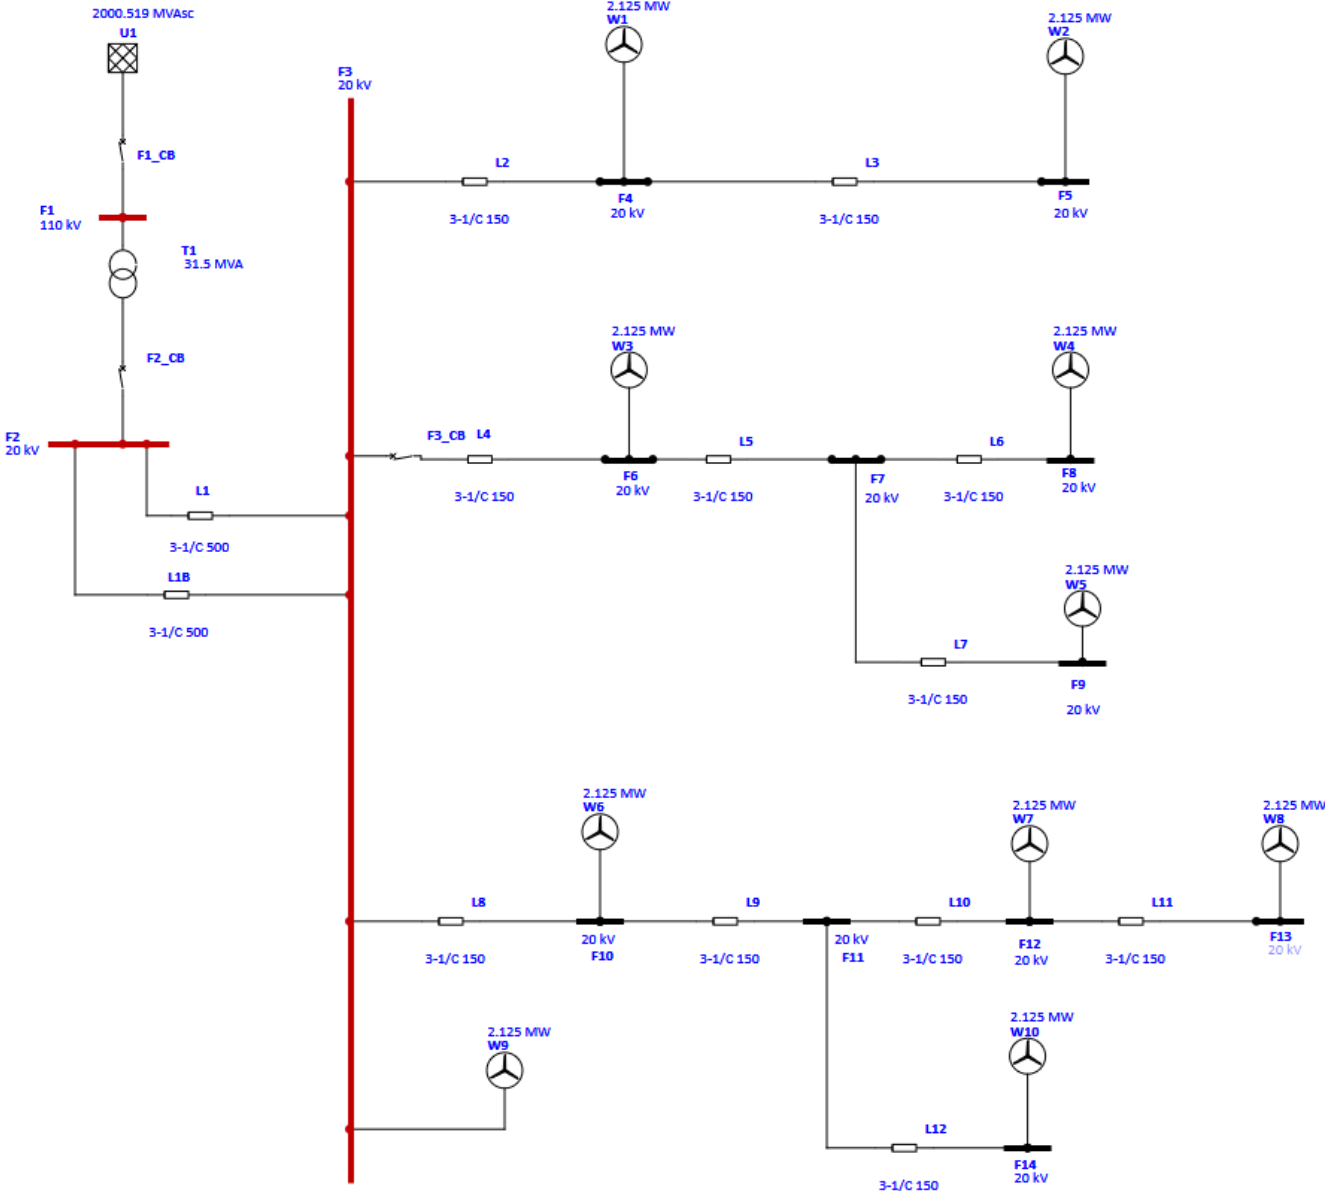 2000.519 MVAsc
U1
F1_CB
F1
110 kV
T1
31.5 MVA
F2_CB
F2
20 kV
L1
3-1/C 500
L1B
3-1/C 500
F3
20 kV
2.125 MW
W1
L2
3-1/C 150
F4
20 kV
L3
3-1/C 150
2.125 MW
W2
F5
20 kV
2.125 MW
W3
F3_CB
L4
3-1/C 150
F6
20 kV
L5
3-1/C 150
F7
20 kV
L6
3-1/C 150
2.125 MW
W4
F8
20 kV
2.125 MW
W5
L7
3-1/C 150
F9
20 kV
2.125 MW
W6
L8
3-1/C 150
20 kV
F10
L9
3-1/C 150
20 kV
F11
L10
3-1/C 150
2.125 MW
W7
F12
20 kV
L11
3-1/C 150
2.125 MW
W8
F13
20 kV
2.125 MW
W9
2.125 MW
W10
L12
3-1/C 150
F14
20 kV